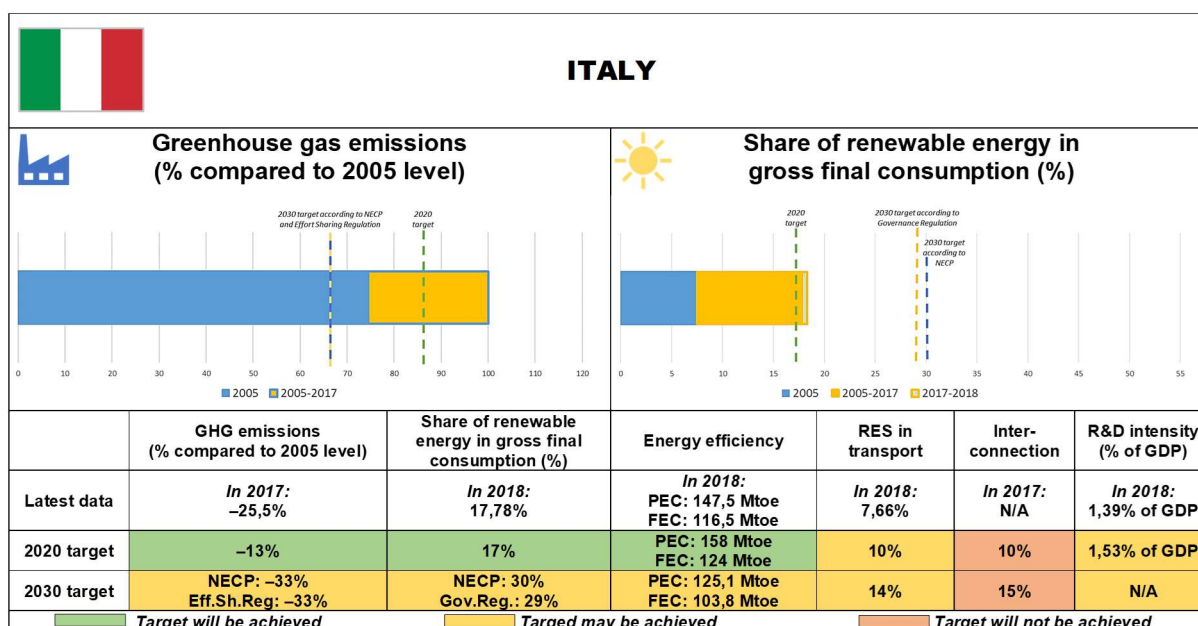 ITALY
Greenhouse gas emissions
(% compared to 2005 level)
2030 target according to NECP
and Effort Sharing Regulation
2020
target
0 10 20 30 40 50 60 70 80 90 100 110 120
2005 2005-2017
Share of renewable energy in
gross final consumption (%)
2020
target
2030 target according to
Governance Regulation
2030 target
according to
NECP
0 5 10 15 20 25 30 35 40 45 50 55
2005 2005-2017 2017-2018
GHG emissions
(% compared to 2005 level)
Share of renewable
energy in gross final
consumption (%)
Energy efficiency
RES in
transport
Inter-
connection
R&D intensity
(% of GDP)
Latest data
In 2017:
–25,5%
In 2018:
17,78%
In 2018:
PEC: 147,5 Mtoe
FEC: 116,5 Mtoe
In 2018:
7,66%
In 2017:
N/A
In 2018:
1,39% of GDP
2020 target
–13%
17%
PEC: 158 Mtoe
FEC: 124 Mtoe
10%
10%
1,53% of GDP
2030 target
NECP: –33%
Eff.Sh.Reg: –33%
NECP: 30%
Gov.Reg.: 29%
PEC: 125,1 Mtoe
FEC: 103,8 Mtoe
14%
15%
N/A
Target will be achieved
Targed may be achieved
Target will not be achieved